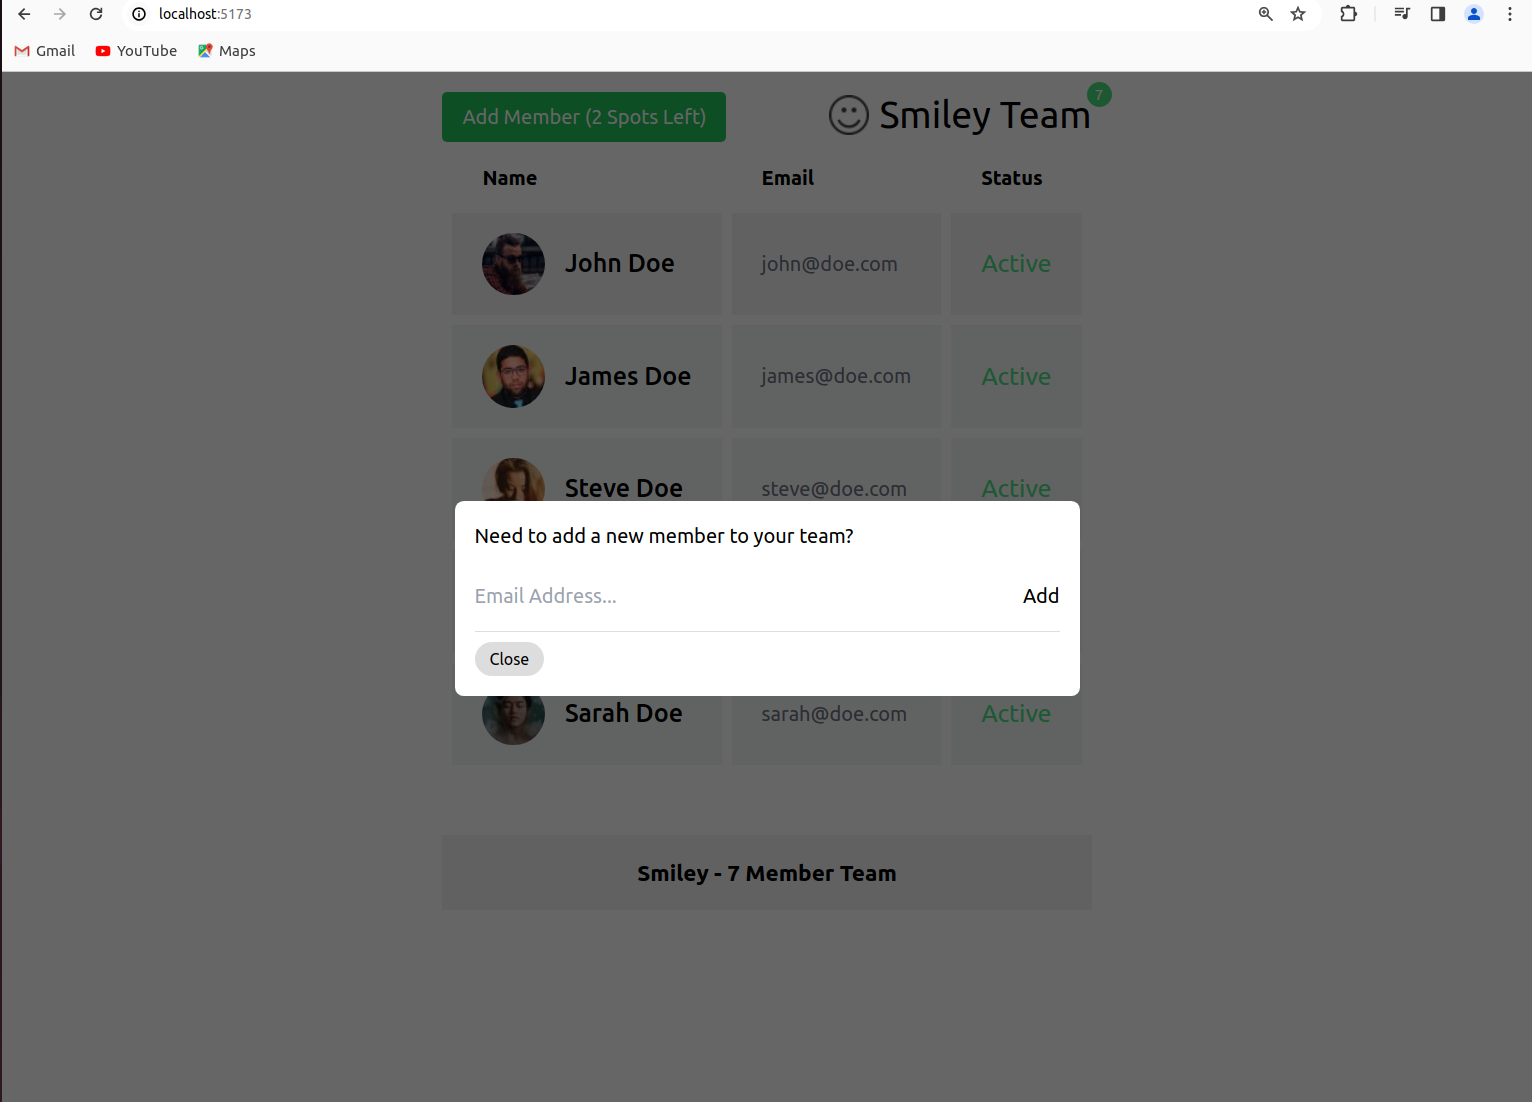 localhost:5173
Gmail YouTube Maps
Add Member (2 Spots Left) Smiley Team 7
Name Email Status
John Doe john@doe.com Active
James Doe james@doe.com Active
Steve Doe steve@doe.com Active
Need to add a new member to your team?
Email Address... Add
Close
Sarah Doe sarah@doe.com Active
Smiley - 7 Member Team